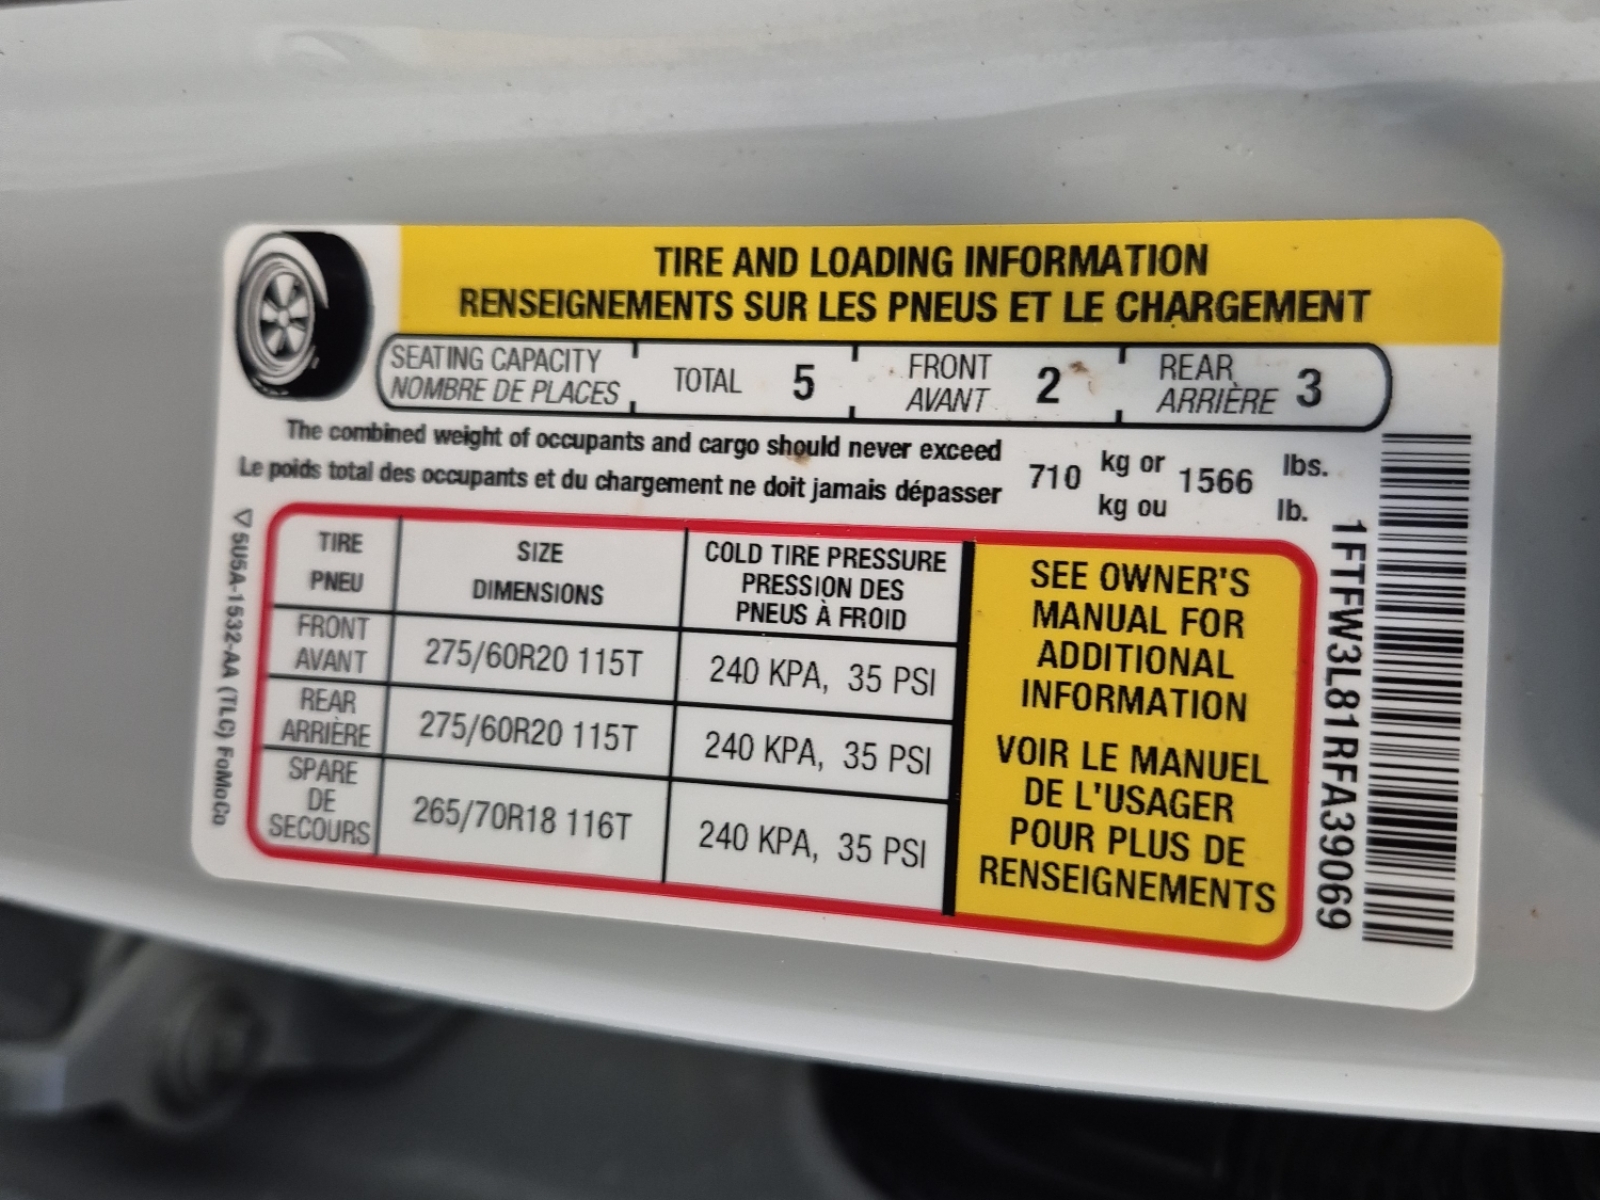 TIRE AND LOADING INFORMATION
RENSEIGNEMENTS SUR LES PNEUS ET LE CHARGEMENT
SEATING CAPACITY
NOMBRE DE PLACES
TOTAL 5
FRONT
AVANT
2
REAR
ARRIÈRE
3
The combined weight of occupants and cargo should never exceed
Le poids total des occupants et du chargement ne doit jamais dépasser
710
kg or
kg ou
1566
lbs.
lb.
TIRE
PNEU
SIZE
DIMENSIONS
COLD TIRE PRESSURE
PRESSION DES
PNEUS À FROID
FRONT
AVANT
275/60R20 115T
240 KPA, 35 PSI
REAR
ARRIÈRE
275/60R20 115T
240 KPA, 35 PSI
SPARE
DE
SECOURS
265/70R18 116T
240 KPA, 35 PSI
SEE OWNER'S
MANUAL FOR
ADDITIONAL
INFORMATION
VOIR LE MANUEL
DE L'USAGER
POUR PLUS DE
RENSEIGNEMENTS
5U5A-1532-AA (TLC) FoMoCo
1FTFW3L81RFA39069